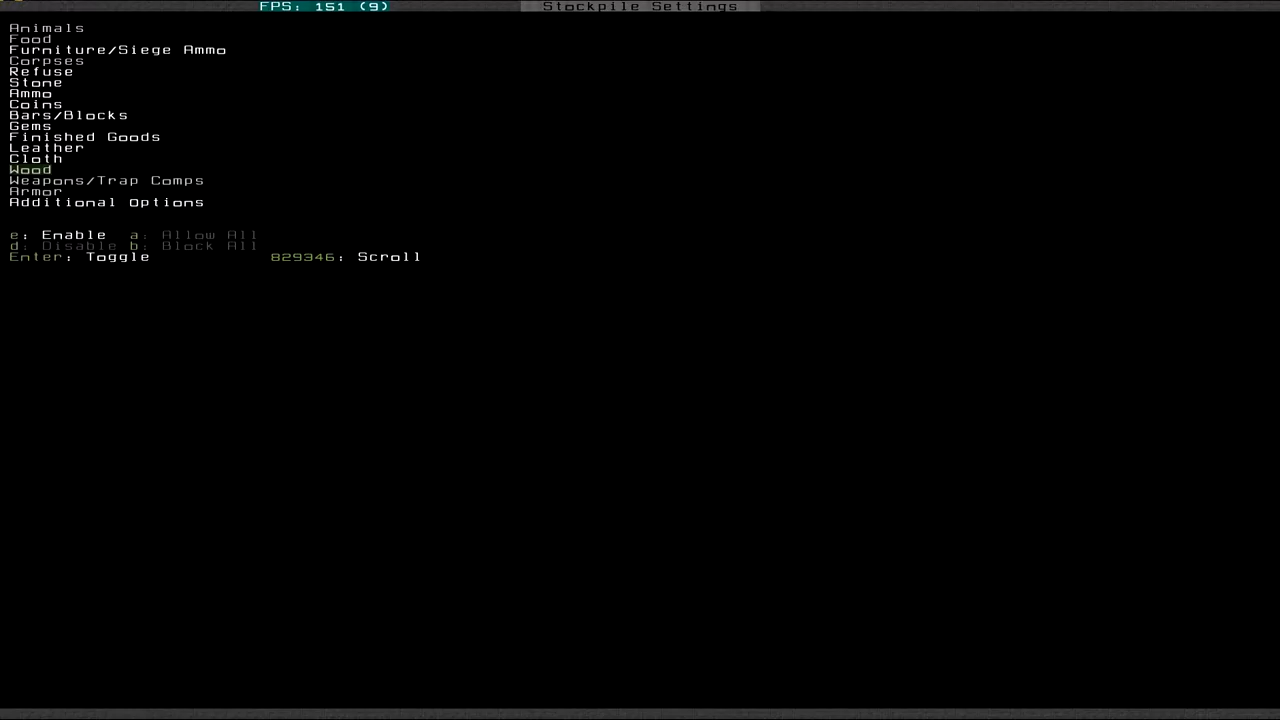 FPS: 151 (9)
Stockpile Settings
Animals
Food
Furniture/Siege Ammo
Corpses
Refuse
Stone
Ammo
Coins
Bars/Blocks
Gems
Finished Goods
Leather
Cloth
Wood
Weapons/Trap Comps
Armor
Additional Options
e: Enable a: Allow All
d: Disable b: Block All
Enter: Toggle 829346: Scroll